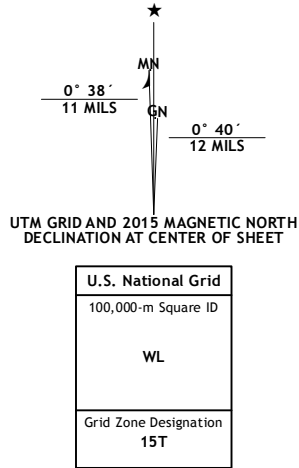 ★
MN
0° 38´
11 MILS
GN
0° 40´
12 MILS
UTM GRID AND 2015 MAGNETIC NORTH
DECLINATION AT CENTER OF SHEET
U.S. National Grid
100,000-m Square ID
WL
Grid Zone Designation
15T